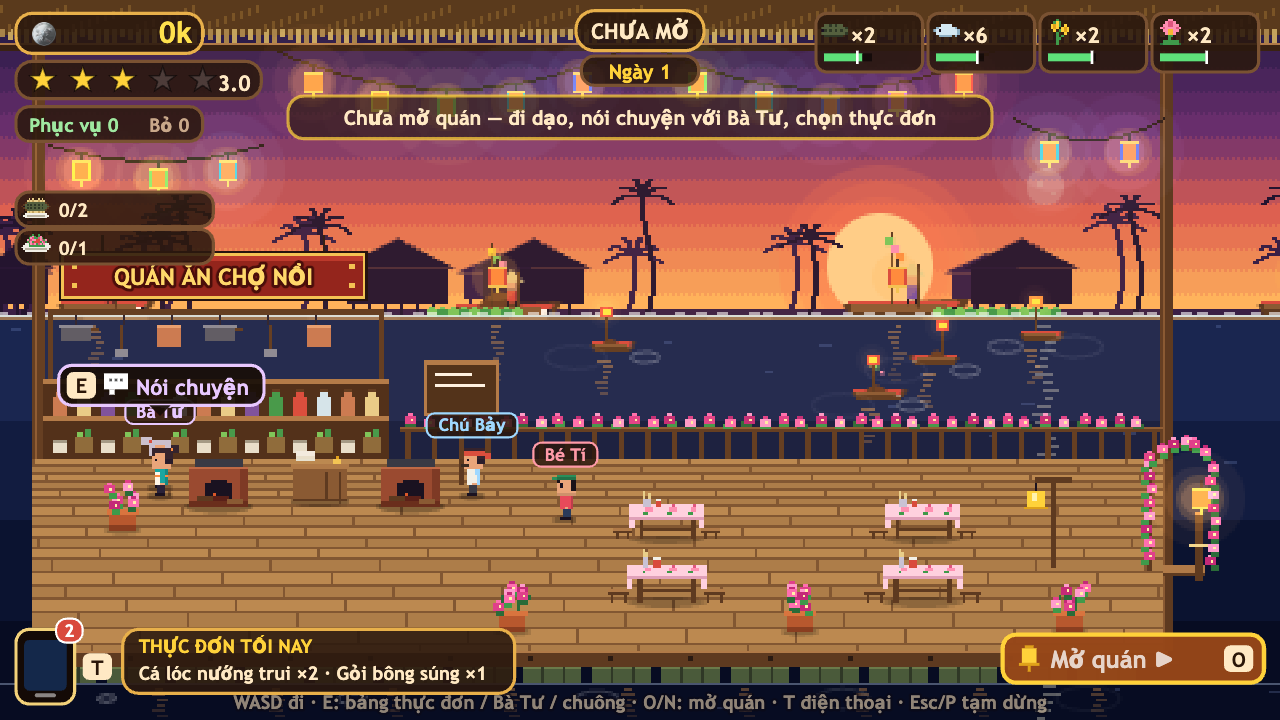 0k
CHƯA MỞ
Ngày 1
×2
×6
×2
×2
3.0
Phục vụ 0 Bỏ 0
Chưa mở quán — đi dạo, nói chuyện với Bà Tư, chọn thực đơn
0/2
0/1
QUÁN ĂN CHỢ NỔI
E Nói chuyện
Bà Tư
Chú Bảy
Bé Tí
2
T
THỰC ĐƠN TỐI NAY
Cá lóc nướng trui ×2 · Gỏi bông súng ×1
Mở quán O
WASD đi · E: bảng thực đơn / Bà Tư / chuông · O/N: mở quán · T điện thoại · Esc/P tạm dừng